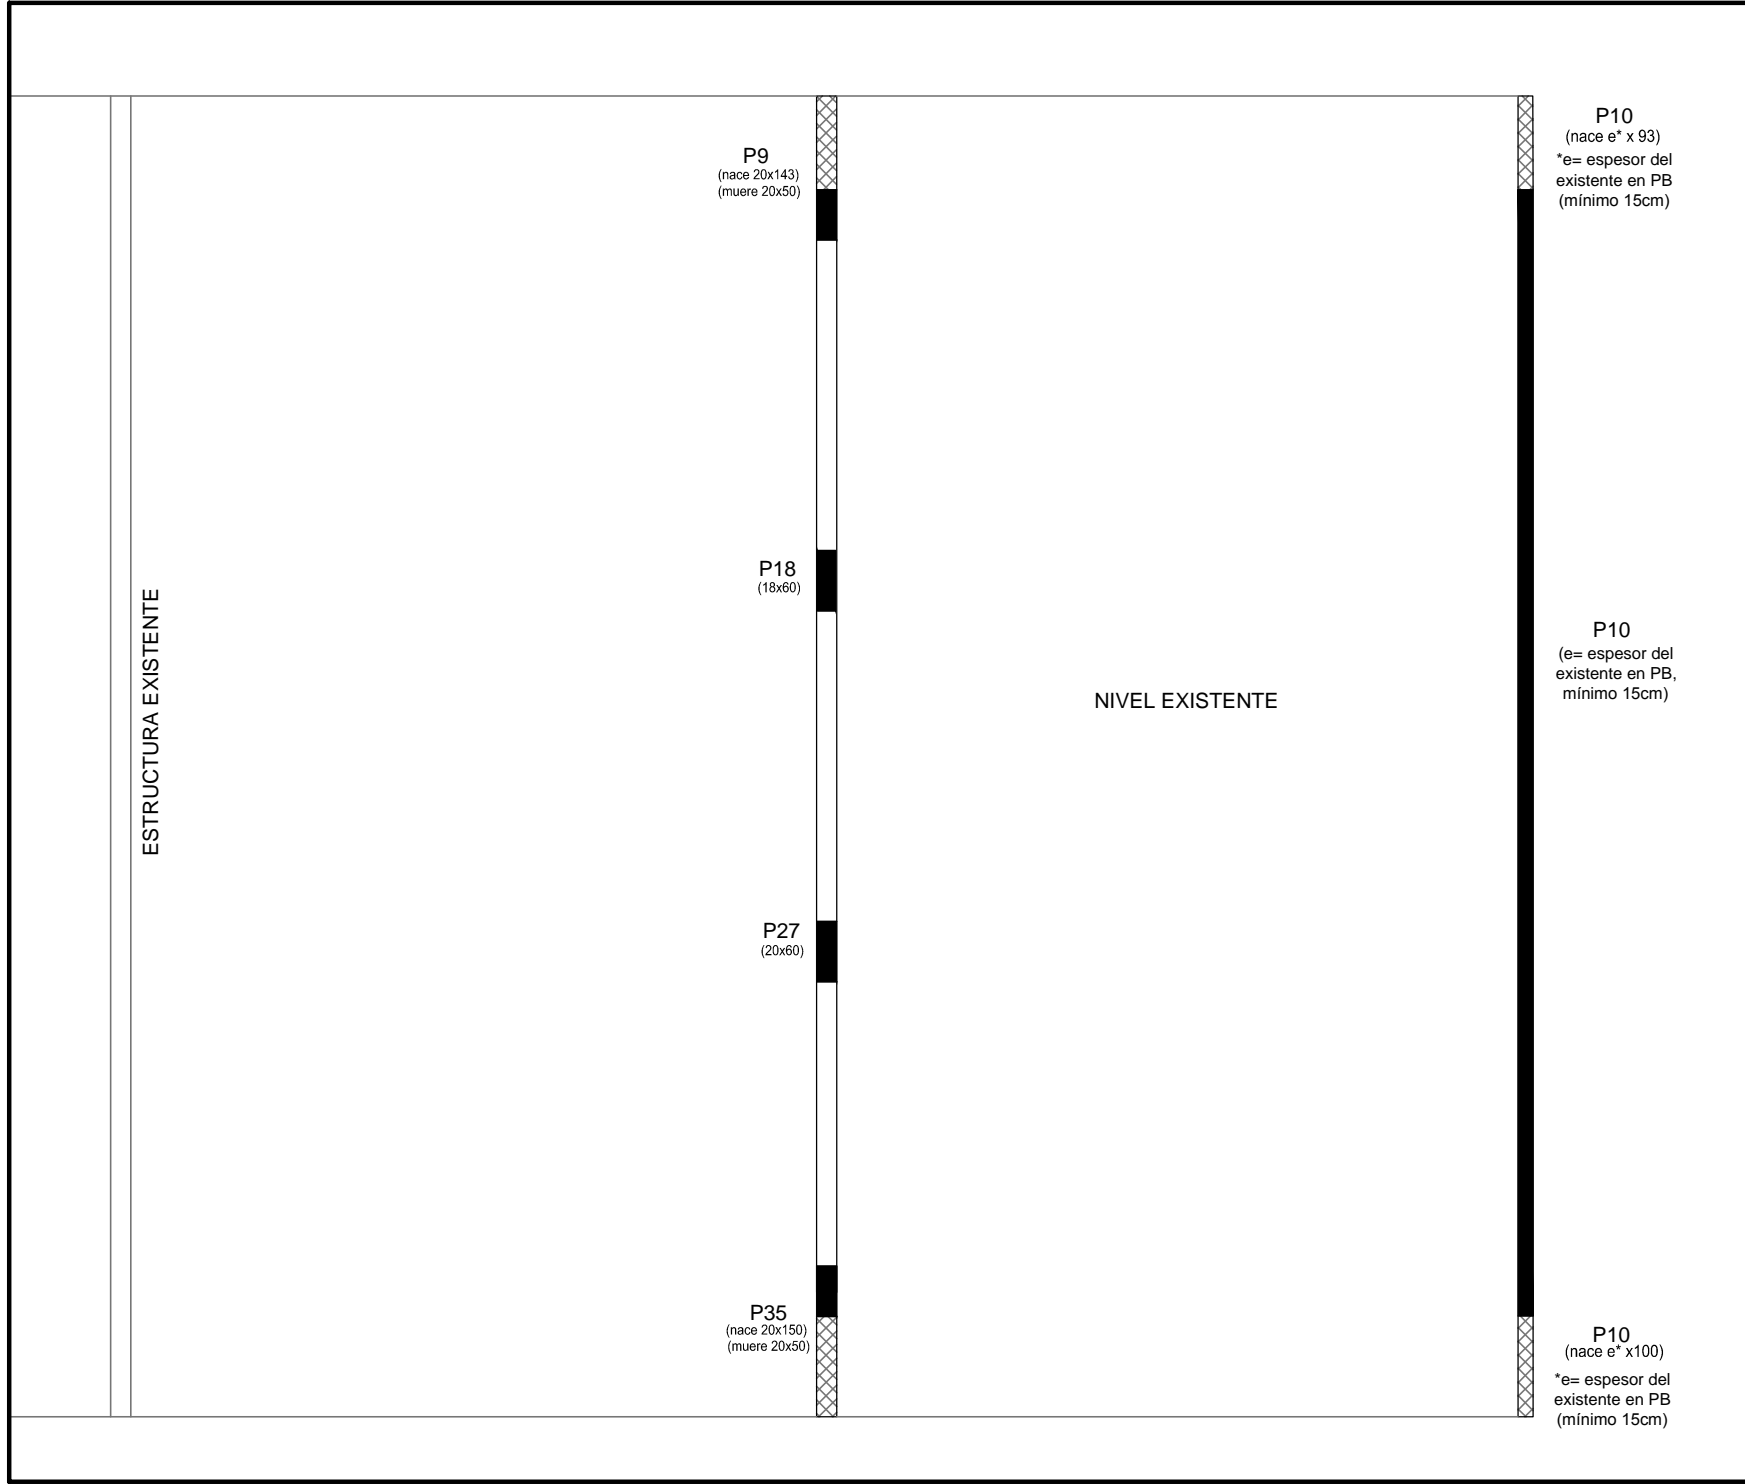 P9
(nace 20x143)
(muere 20x50)
P18
(18x60)
P27
(20x60)
P35
(nace 20x150)
(muere 20x50)
ESTRUCTURA EXISTENTE
NIVEL EXISTENTE
P10
(nace e* x 93)
*e= espesor del
existente en PB
(mínimo 15cm)
P10
(e= espesor del
existente en PB,
mínimo 15cm)
P10
(nace e* x100)
*e= espesor del
existente en PB
(mínimo 15cm)